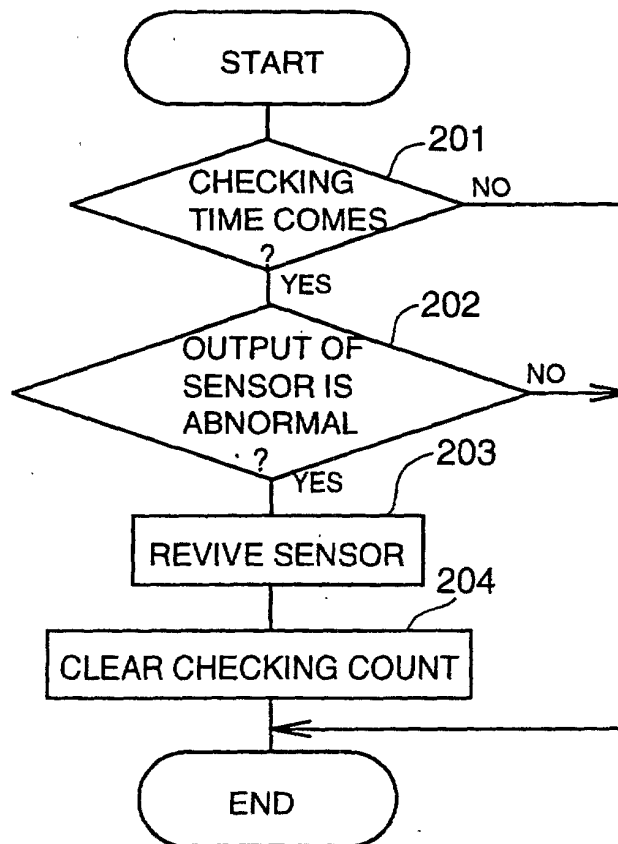 START
201
CHECKING
TIME COMES
?
NO
YES
202
OUTPUT OF
SENSOR IS
ABNORMAL
?
NO
YES
203
REVIVE SENSOR
204
CLEAR CHECKING COUNT
END